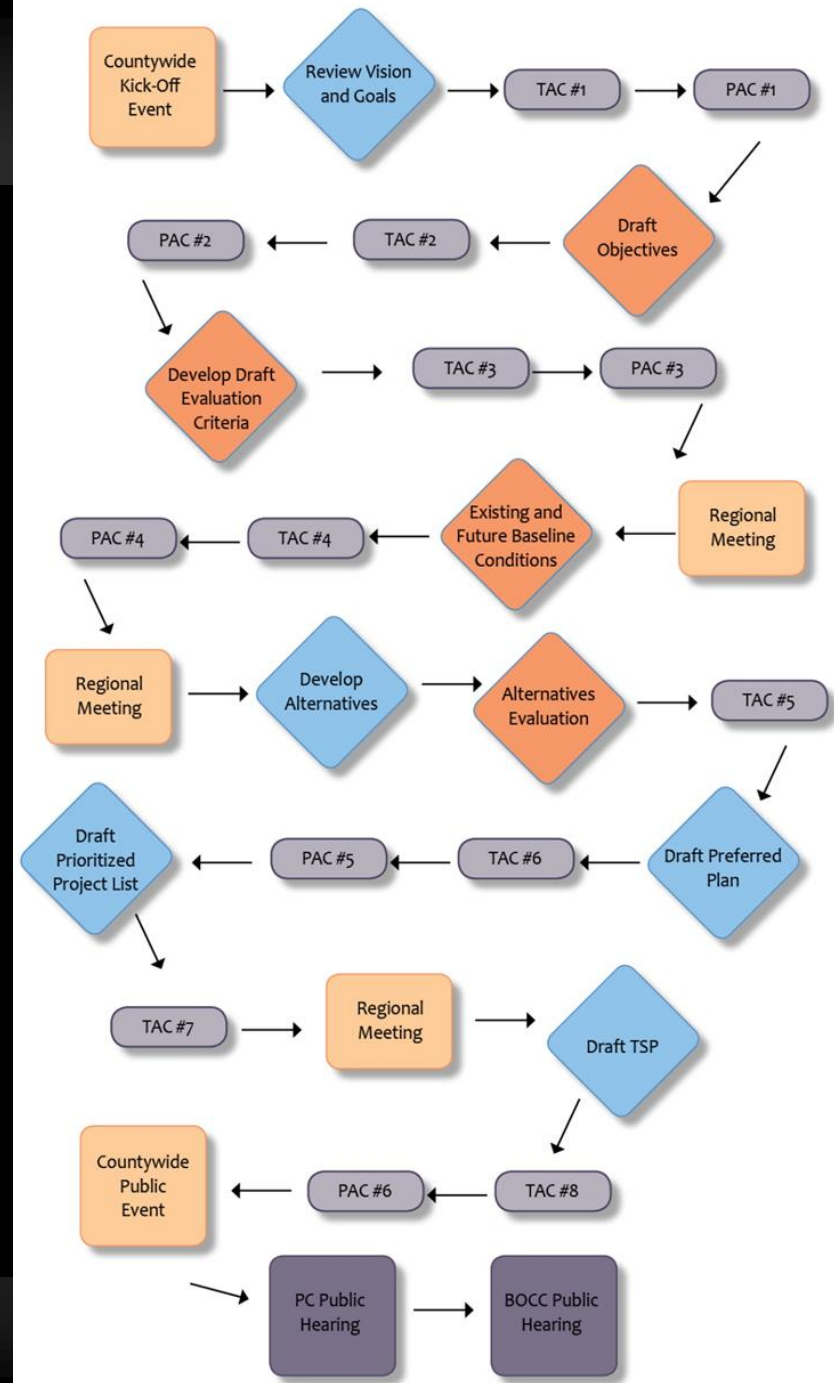 Countywide
Kick-Off
Event
Review Vision
and Goals
TAC #1
PAC #1
Draft
Objectives
TAC #2
PAC #2
Develop Draft
Evaluation
Criteria
TAC #3
PAC #3
Regional
Meeting
Existing and
Future Baseline
Conditions
TAC #4
PAC #4
Regional
Meeting
Develop
Alternatives
Alternatives
Evaluation
TAC #5
Draft Preferred
Plan
TAC #6
PAC #5
Draft
Prioritized
Project List
TAC #7
Regional
Meeting
Draft TSP
TAC #8
PAC #6
Countywide
Public
Event
PC Public
Hearing
BOCC Public
Hearing